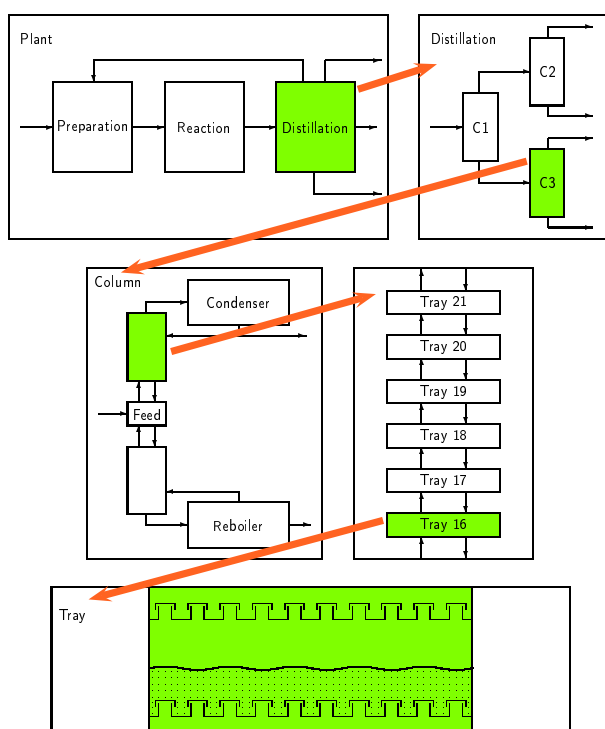 Plant
Preparation
Reaction
Distillation
Distillation
C1
C2
C3
Column
Condenser
Feed
Reboiler
Tray 21
Tray 20
Tray 19
Tray 18
Tray 17
Tray 16
Tray